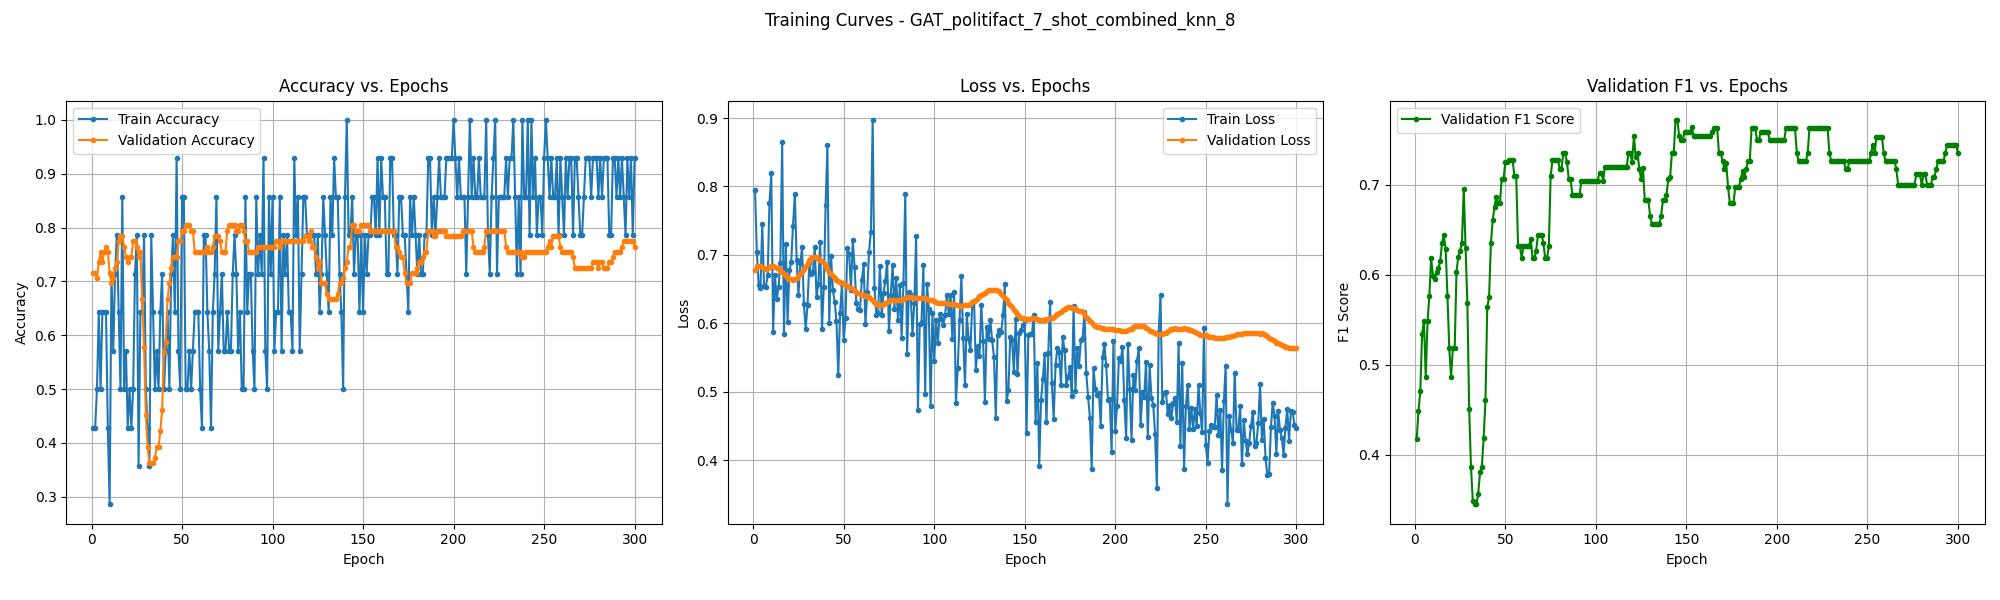 Training Curves - GAT_politifact_7_shot_combined_knn_8
Accuracy vs. Epochs
Train Accuracy
Validation Accuracy
1.0
0.9
0.8
0.7
0.6
0.5
0.4
0.3
Accuracy
0 50 100 150 200 250 300
Epoch
Loss vs. Epochs
Train Loss
Validation Loss
0.9
0.8
0.7
0.6
0.5
0.4
Loss
0 50 100 150 200 250 300
Epoch
Validation F1 vs. Epochs
Validation F1 Score
0.7
0.6
0.5
0.4
F1 Score
0 50 100 150 200 250 300
Epoch